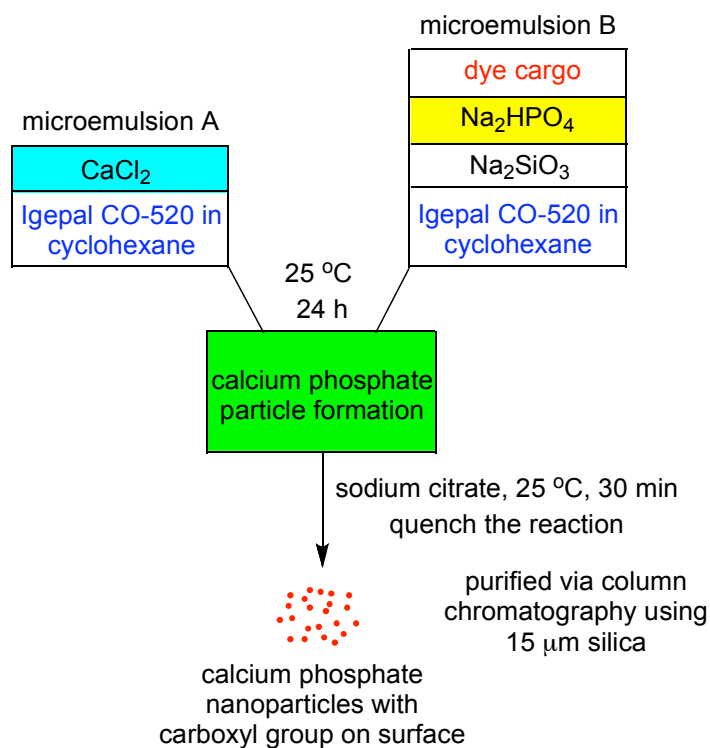 microemulsion B
dye cargo
Na₂HPO₄
Na₂SiO₃
Igepal CO-520 in
cyclohexane
microemulsion A
CaCl₂
Igepal CO-520 in
cyclohexane
25 °C
24 h
calcium phosphate
particle formation
sodium citrate, 25 °C, 30 min
quench the reaction
purified via column
chromatography using
15 μm silica
calcium phosphate
nanoparticles with
carboxyl group on surface